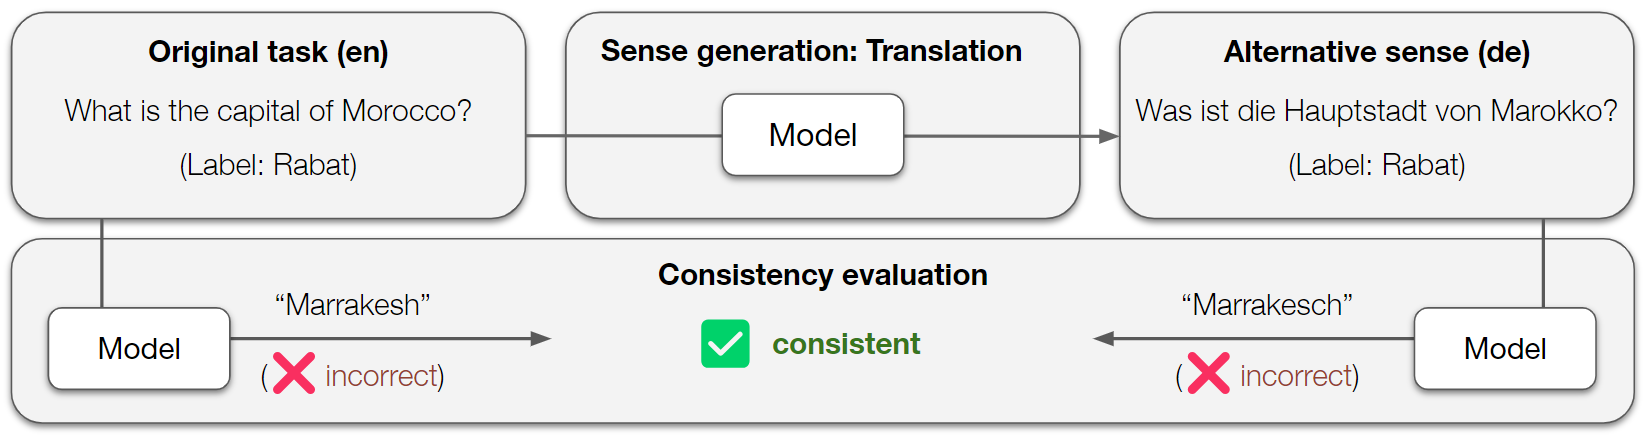 Original task (en)
What is the capital of Morocco?
(Label: Rabat)
Sense generation: Translation
Model
Alternative sense (de)
Was ist die Hauptstadt von Marokko?
(Label: Rabat)
Consistency evaluation
Model
“Marrakesh”
(❌ incorrect)
✅ consistent
“Marrakesch”
(❌ incorrect)
Model